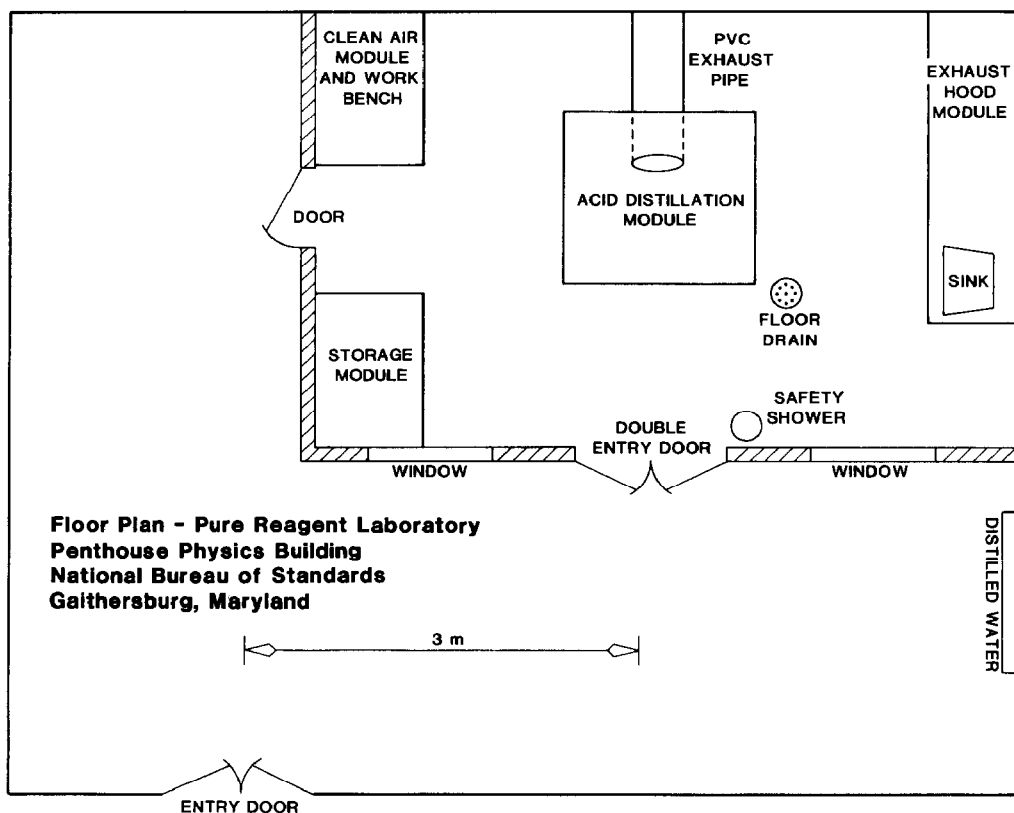 CLEAN AIR
MODULE
AND WORK
BENCH
PVC
EXHAUST
PIPE
EXHAUST
HOOD
MODULE
DOOR
ACID DISTILLATION
MODULE
SINK
FLOOR
DRAIN
STORAGE
MODULE
SAFETY
SHOWER
DOUBLE
ENTRY DOOR
WINDOW
WINDOW
Floor Plan - Pure Reagent Laboratory
Penthouse Physics Building
National Bureau of Standards
Gaithersburg, Maryland
DISTILLED WATER
3 m
ENTRY DOOR